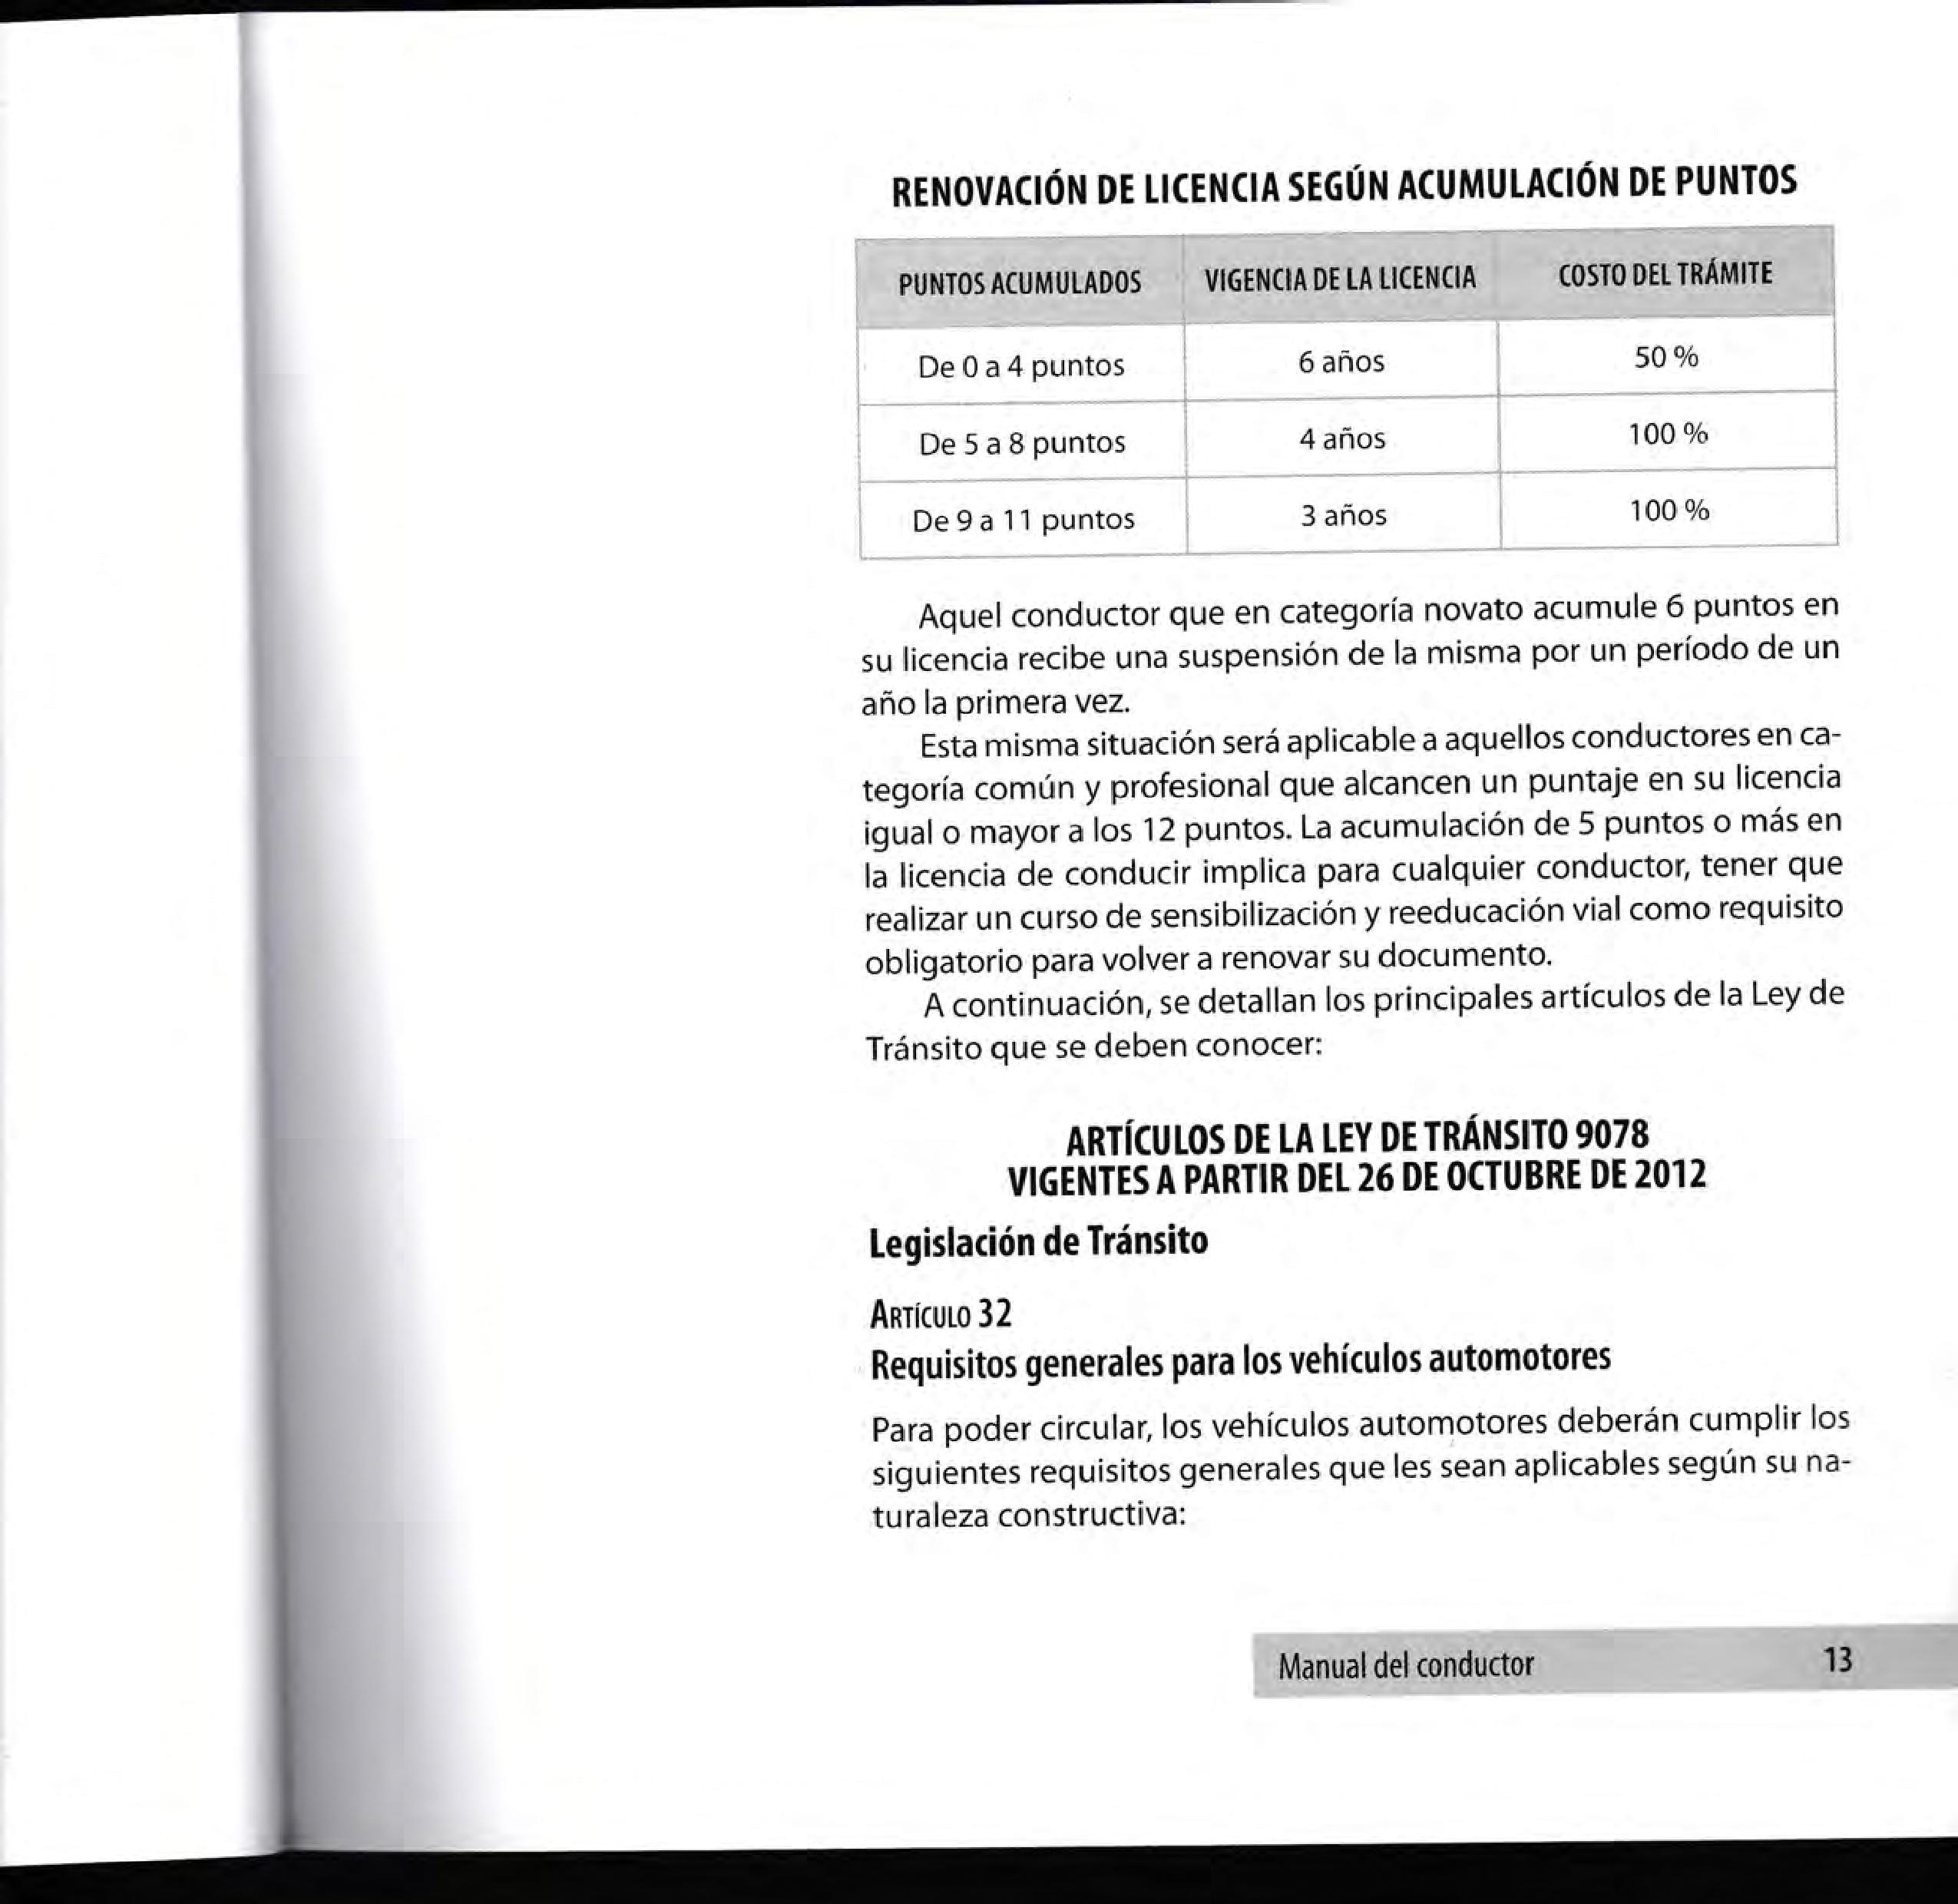 RENOVACIÓN DE LICENCIA SEGÚN ACUMULACIÓN DE PUNTOS
PUNTOS ACUMULADOS VIGENCIA DE LA LICENCIA COSTO DEL TRÁMITE
De 0 a 4 puntos 6 años 50 %
De 5 a 8 puntos 4 años 100 %
De 9 a 11 puntos 3 años 100 %
Aquel conductor que en categoría novato acumule 6 puntos en
su licencia recibe una suspensión de la misma por un período de un
año la primera vez.
Esta misma situación será aplicable a aquellos conductores en ca-
tegoría común y profesional que alcancen un puntaje en su licencia
igual o mayor a los 12 puntos. La acumulación de 5 puntos o más en
la licencia de conducir implica para cualquier conductor, tener que
realizar un curso de sensibilización y reeducación vial como requisito
obligatorio para volver a renovar su documento.
A continuación, se detallan los principales artículos de la Ley de
Tránsito que se deben conocer:
ARTÍCULOS DE LA LEY DE TRÁNSITO 9078
VIGENTES A PARTIR DEL 26 DE OCTUBRE DE 2012
Legislación de Tránsito
ARTÍCULO 32
Requisitos generales para los vehículos automotores
Para poder circular, los vehículos automotores deberán cumplir los
siguientes requisitos generales que les sean aplicables según su na-
turaleza constructiva:
Manual del conductor 13